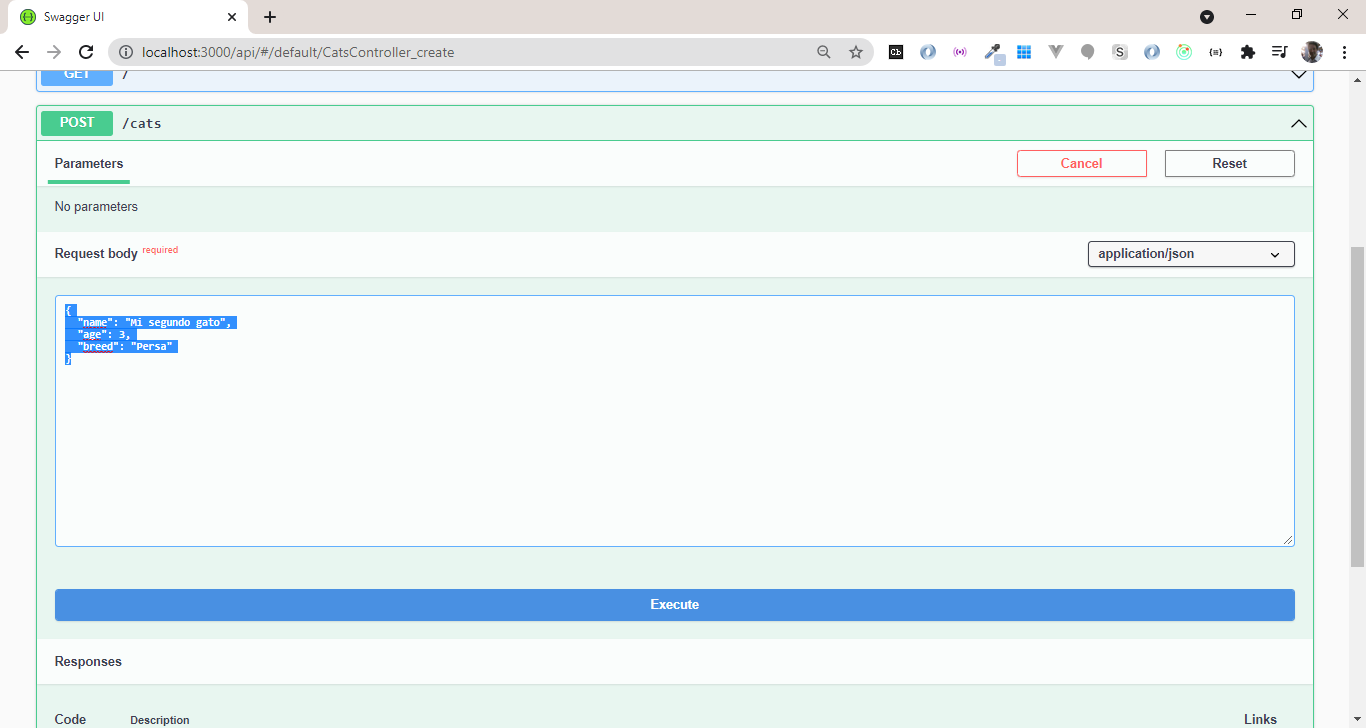 Swagger UI
localhost:3000/api/#/default/CatsController_create
Cb
S
GET /
POST /cats
Parameters
Cancel
Reset
No parameters
Request body required
application/json
{
"name": "Mi segundo gato",
"age": 3,
"breed": "Persa"
}
Execute
Responses
Code Description Links